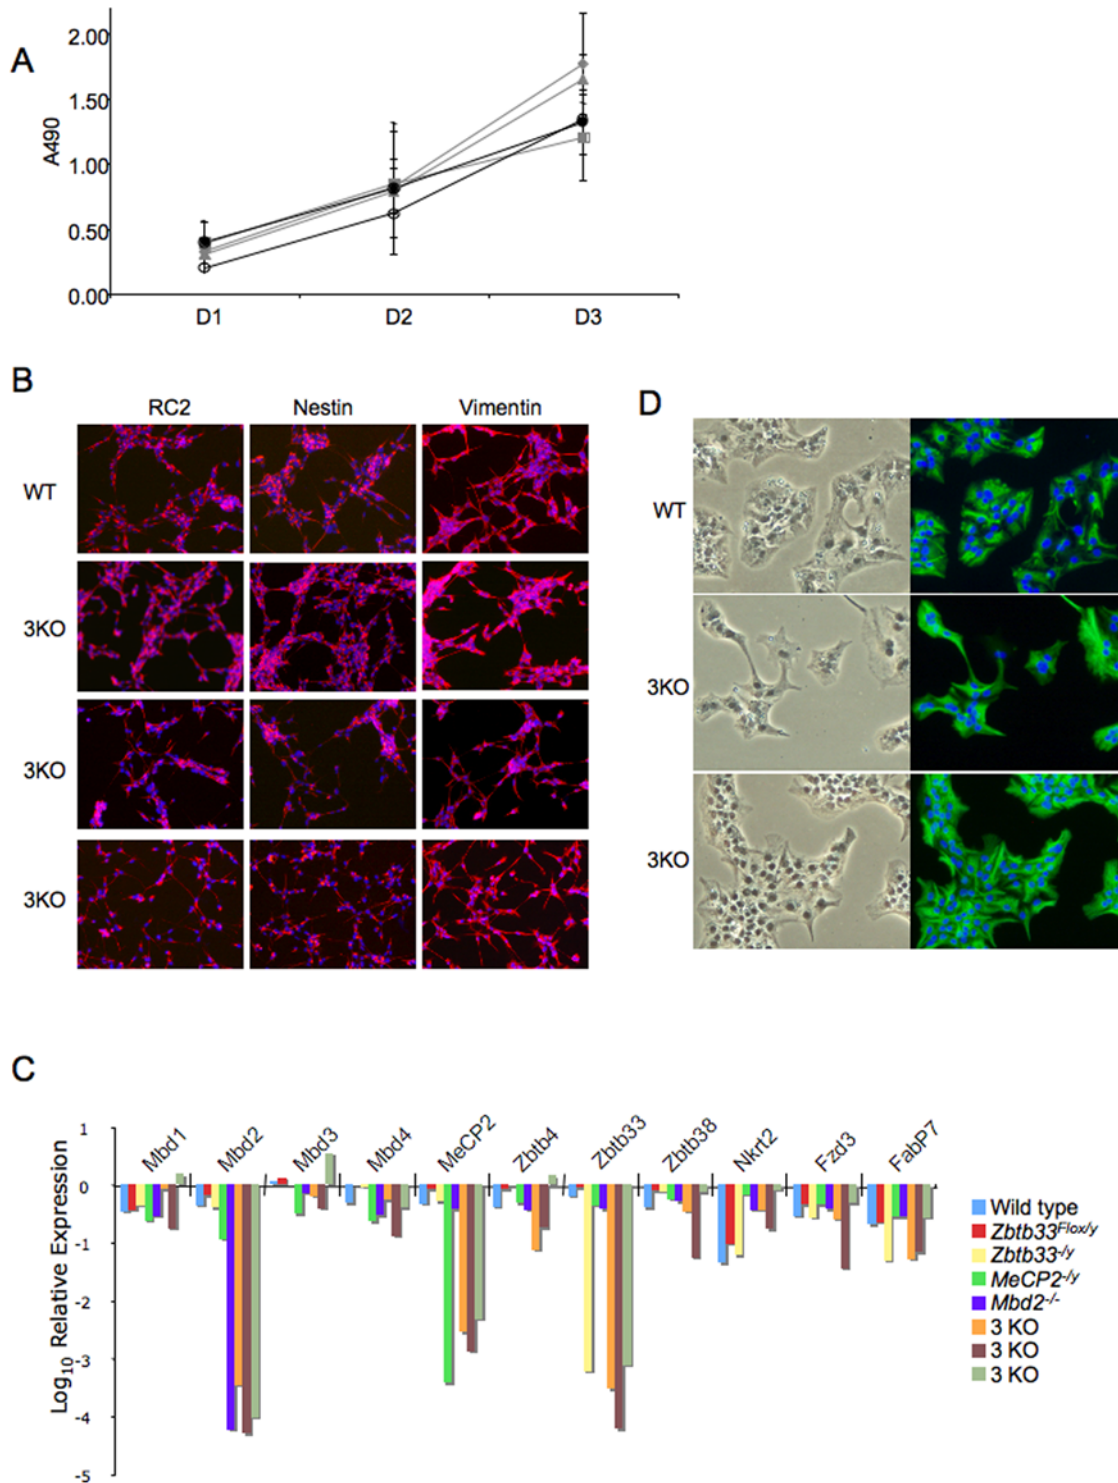 A
A490
2.00
1.50
1.00
0.50
0.00
D1 D2 D3
B
RC2 Nestin Vimentin
WT
3KO
3KO
3KO
D
WT
3KO
3KO
C
Log10 Relative Expression
1
0
-1
-2
-3
-4
-5
Mbd1 Mbd2 Mbd3 Mbd4 MeCP2 Zbtb4 Zbtb33 Zbtb38 Nkrt2 Fzd3 FabP7
Wild type
Zbtb33Flox/y
Zbtb33-/y
MeCP2-/y
Mbd2-/-
3 KO
3 KO
3 KO